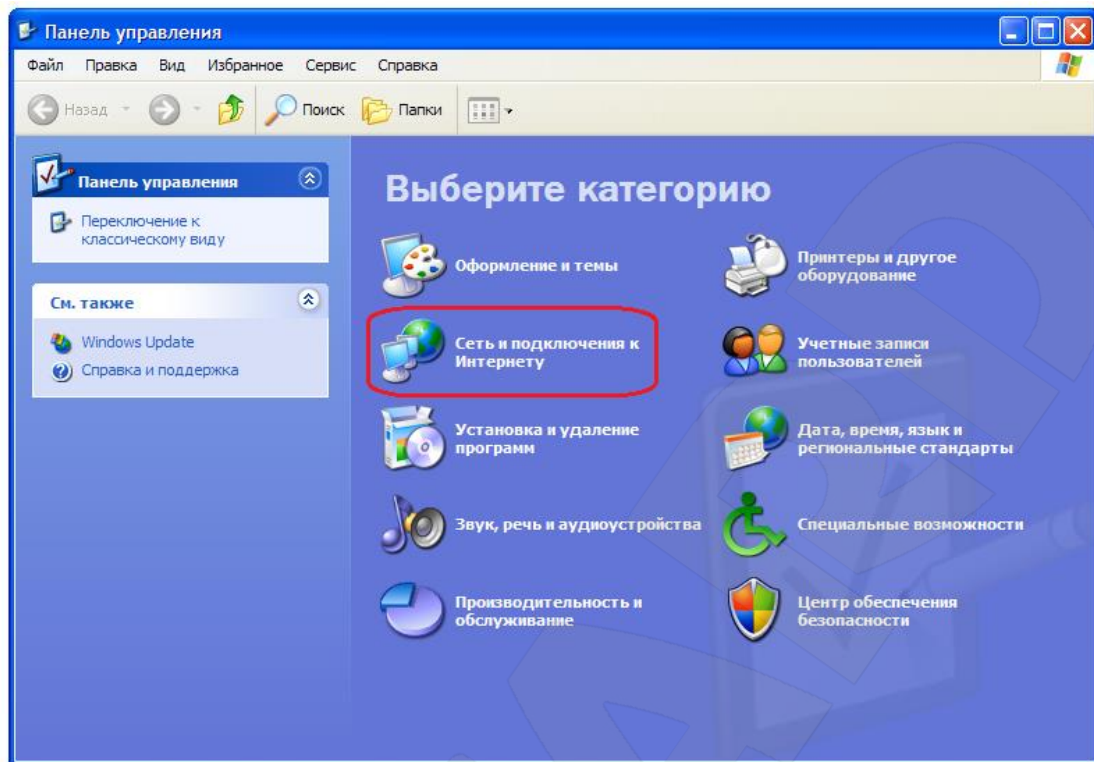 Панель управления
Файл Правка Вид Избранное Сервис Справка
Назад Поиск Папки
Панель управления
Переключение к
классическому виду
См. также
Windows Update
Справка и поддержка
Выберите категорию
Оформление и темы
Принтеры и другое
оборудование
Сеть и подключения к
Интернету
Учетные записи
пользователей
Установка и удаление
программ
Дата, время, язык и
региональные стандарты
Звук, речь и аудиоустройства
Специальные возможности
Производительность и
обслуживание
Центр обеспечения
безопасности